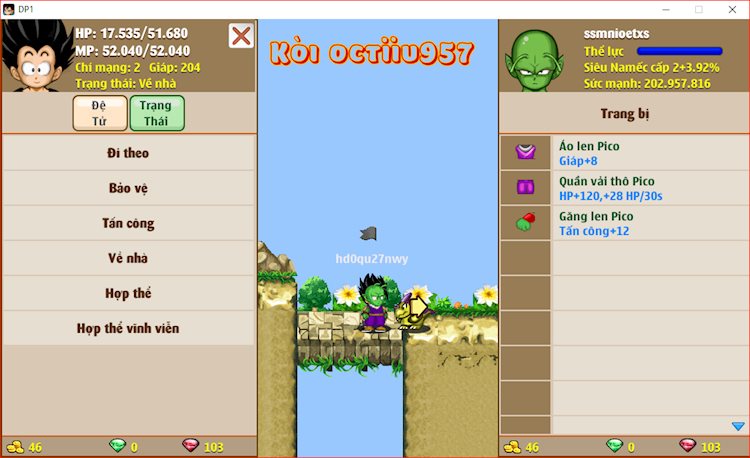 DP1
HP: 17.535/51.680
MP: 52.040/52.040
Chí mạng: 2 Giáp: 204
Trạng thái: Về nhà
Đệ
Tử
Trạng
Thái
Đi theo
Bảo vệ
Tấn công
Về nhà
Hợp thể
Hợp thể vĩnh viễn
46
0
103
Kòi octiiu957
hd0qu27nwy
ssmnioetxs
Thể lực
Siêu Namếc cấp 2+3.92%
Sức mạnh: 202.957.816
Trang bị
Áo len Pico
Giáp+8
Quần vải thô Pico
HP+120,+28 HP/30s
Găng len Pico
Tấn công+12
46
0
103